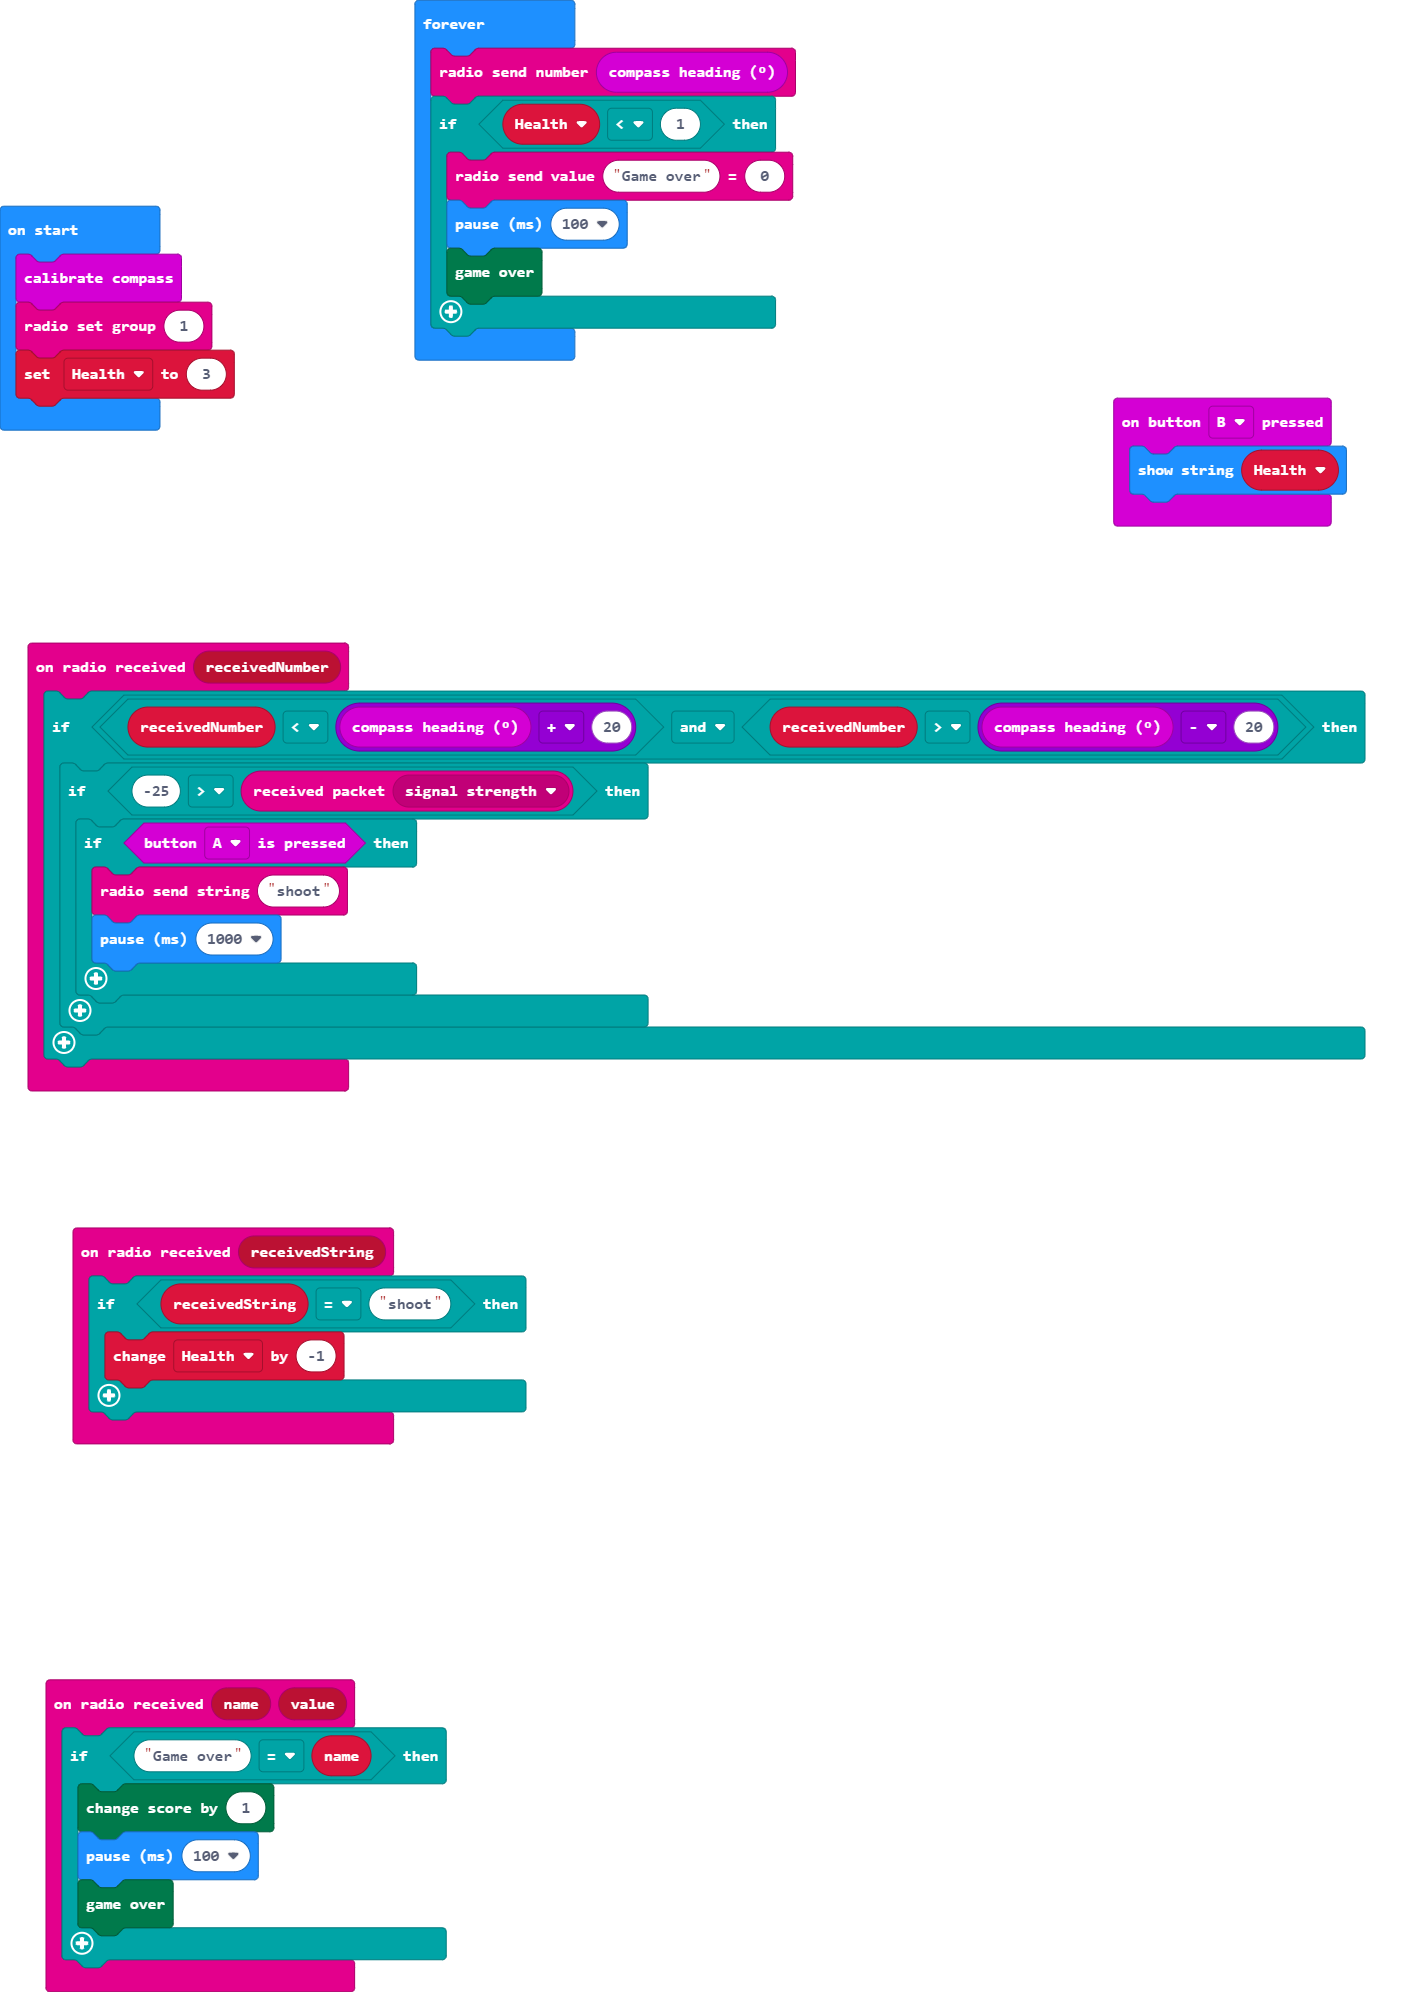 forever
radio send number compass heading (º)
if Health < 1 then
radio send value "Game over" = 0
pause (ms) 100
game over
on start
calibrate compass
radio set group 1
set Health to 3
on button B pressed
show string Health
on radio received receivedNumber
if receivedNumber < compass heading (º) + 20 and receivedNumber > compass heading (º) - 20 then
if -25 > received packet signal strength then
if button A is pressed then
radio send string "shoot"
pause (ms) 1000
on radio received receivedString
if receivedString = "shoot" then
change Health by -1
on radio received name value
if "Game over" = name then
change score by 1
pause (ms) 100
game over